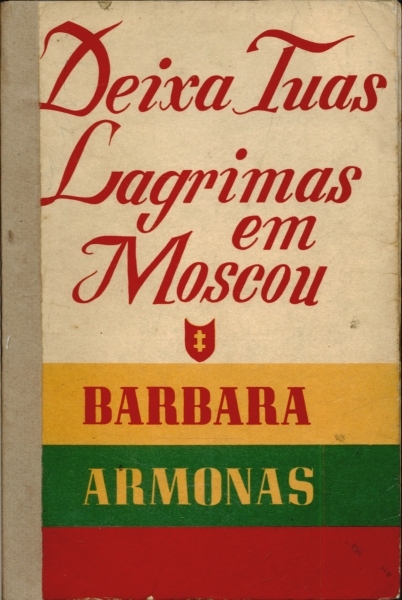 Deixa Tuas
Lagrimas
em
Moscou
BARBARA
ARMONAS